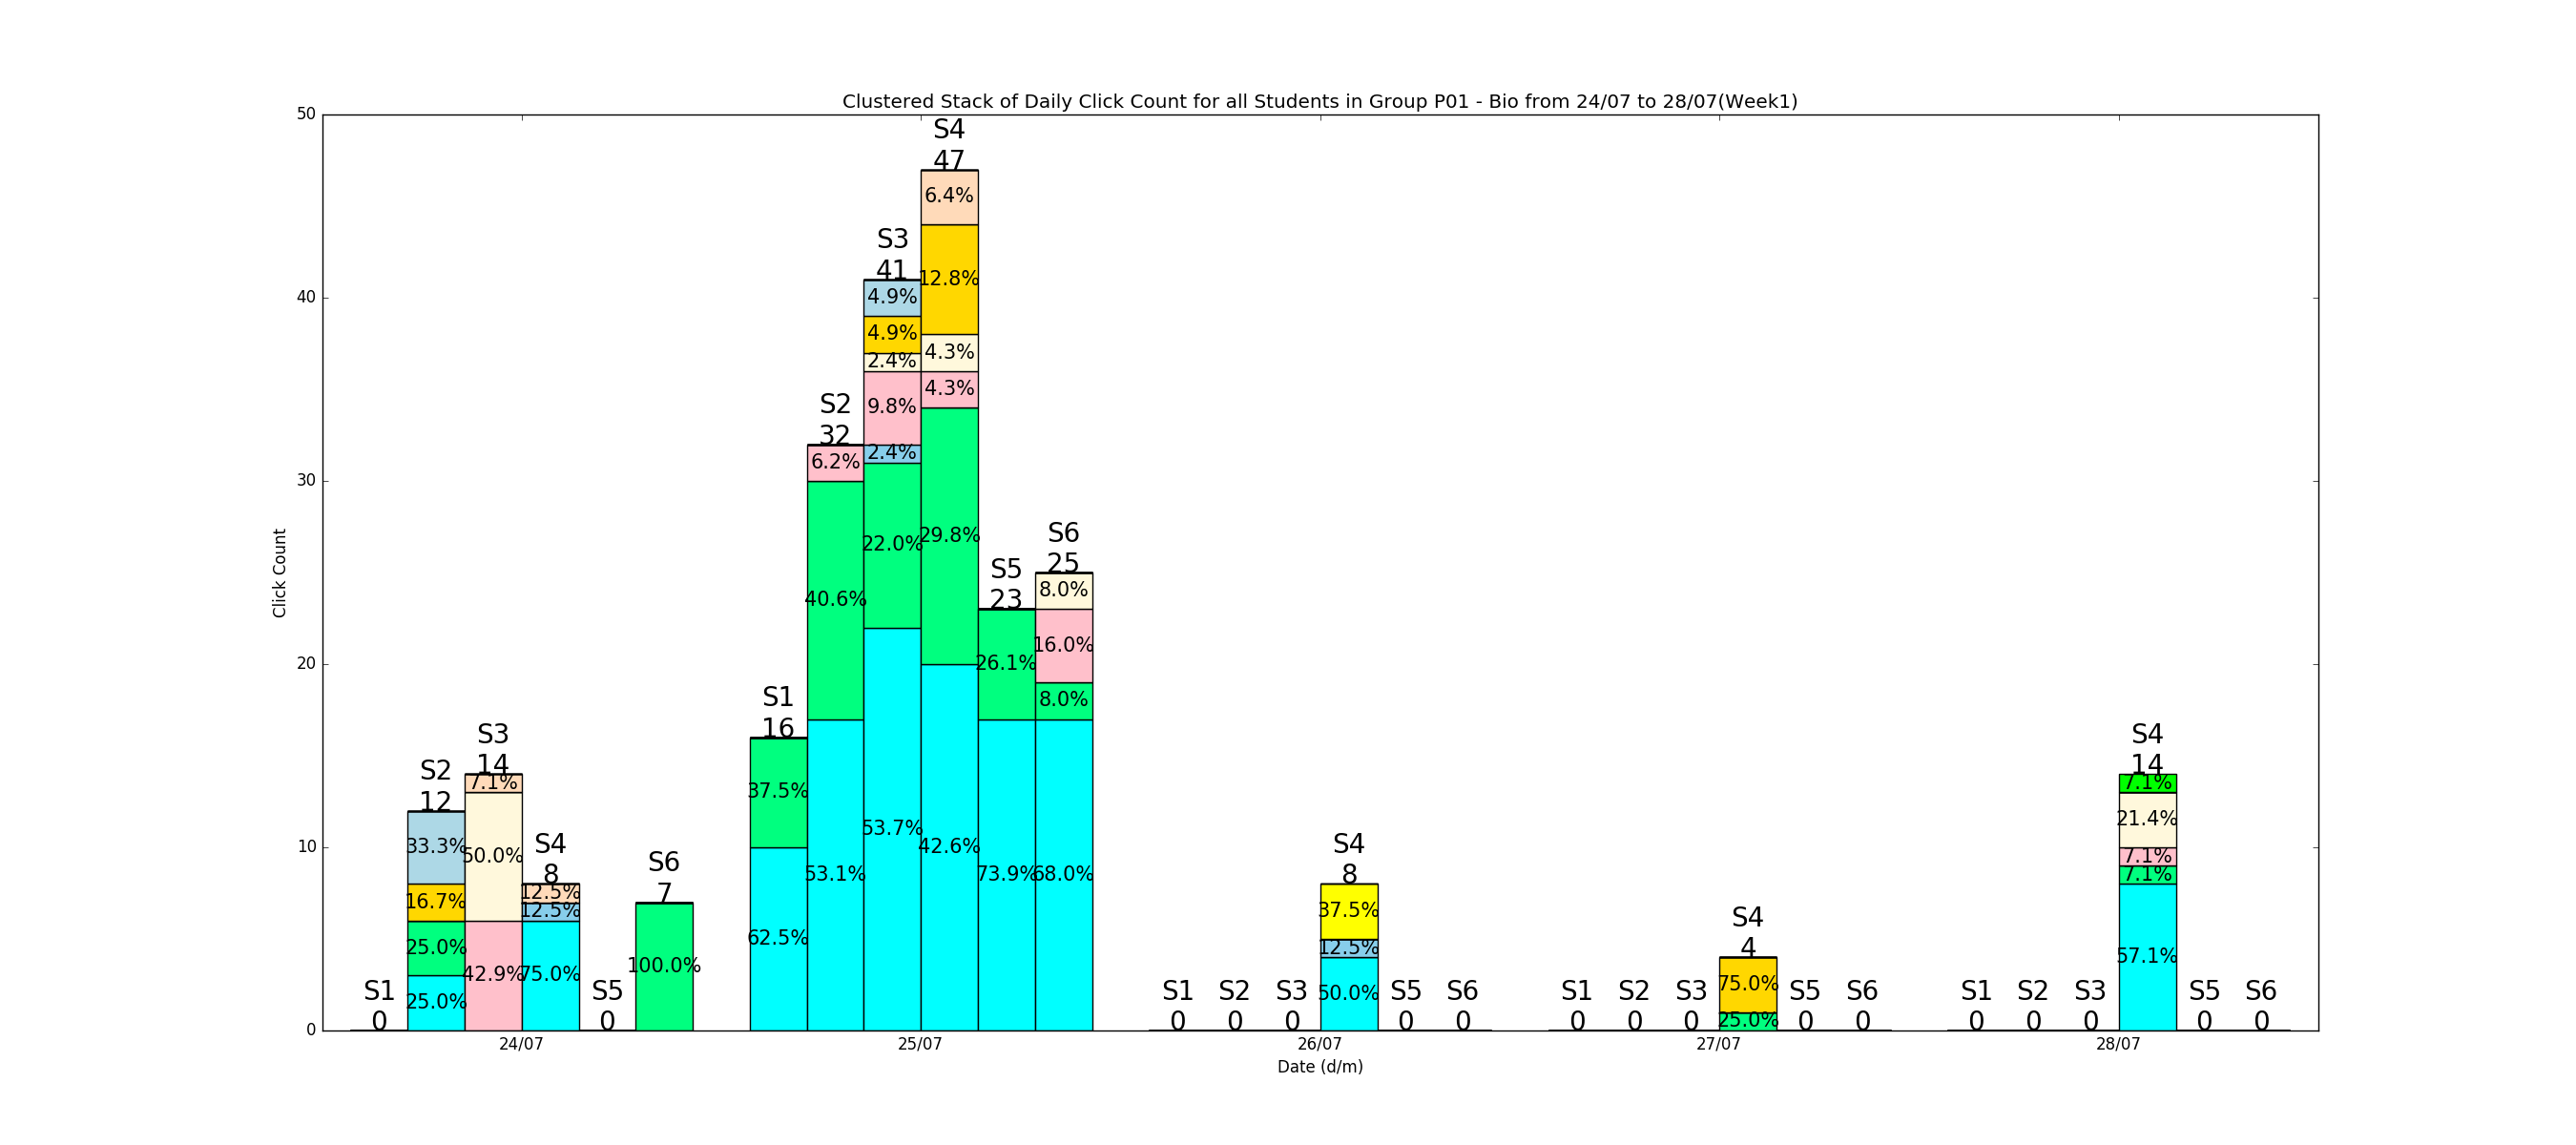 Clustered Stack of Daily Click Count for all Students in Group P01 - Bio from 24/07 to 28/07(Week1)
Click Count
50
40
30
20
10
0
S1
0
S2
12
33.3%
16.7%
25.0%
25.0%
S3
14
7.1%
50.0%
42.9%
S4
8
12.5%
12.5%
75.0%
S5
0
S6
7
100.0%
S1
16
37.5%
62.5%
S2
32
6.2%
40.6%
53.1%
S3
41
4.9%
4.9%
2.4%
9.8%
2.4%
22.0%
53.7%
S4
47
6.4%
12.8%
4.3%
4.3%
29.8%
42.6%
S5
23
26.1%
73.9%
S6
25
8.0%
16.0%
8.0%
68.0%
S1
0
S2
0
S3
0
S4
8
37.5%
12.5%
50.0%
S5
0
S6
0
S1
0
S2
0
S3
0
S4
4
75.0%
25.0%
S5
0
S6
0
S1
0
S2
0
S3
0
S4
14
7.1%
21.4%
7.1%
7.1%
57.1%
S5
0
S6
0
24/07
25/07
26/07
27/07
28/07
Date (d/m)